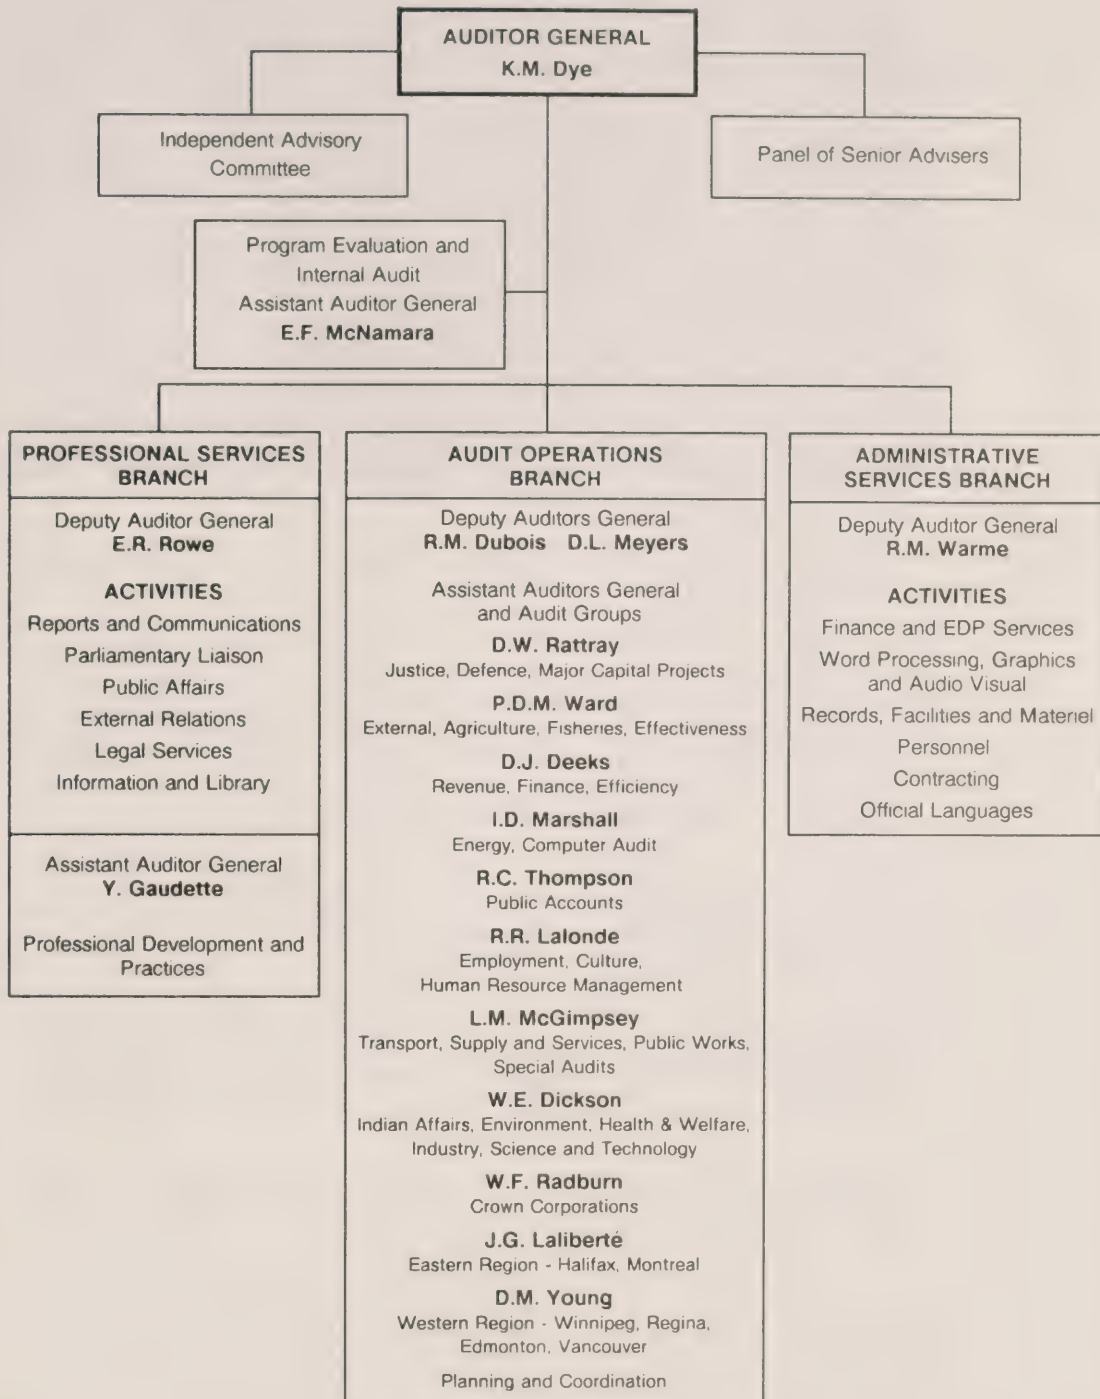 AUDITOR GENERAL
K.M. Dye
Independent Advisory
Committee
Panel of Senior Advisers
Program Evaluation and
Internal Audit
Assistant Auditor General
E.F. McNamara
PROFESSIONAL SERVICES
BRANCH
Deputy Auditor General
E.R. Rowe
ACTIVITIES
Reports and Communications
Parliamentary Liaison
Public Affairs
External Relations
Legal Services
Information and Library
Assistant Auditor General
Y. Gaudette
Professional Development and
Practices
AUDIT OPERATIONS
BRANCH
Deputy Auditors General
R.M. Dubois D.L. Meyers
Assistant Auditors General
and Audit Groups
D.W. Rattray
Justice, Defence, Major Capital Projects
P.D.M. Ward
External, Agriculture, Fisheries, Effectiveness
D.J. Deeks
Revenue, Finance, Efficiency
I.D. Marshall
Energy, Computer Audit
R.C. Thompson
Public Accounts
R.R. Lalonde
Employment, Culture,
Human Resource Management
L.M. McGimpsey
Transport, Supply and Services, Public Works,
Special Audits
W.E. Dickson
Indian Affairs, Environment, Health & Welfare,
Industry, Science and Technology
W.F. Radburn
Crown Corporations
J.G. Laliberté
Eastern Region - Halifax, Montreal
D.M. Young
Western Region - Winnipeg, Regina,
Edmonton, Vancouver
Planning and Coordination
ADMINISTRATIVE
SERVICES BRANCH
Deputy Auditor General
R.M. Warme
ACTIVITIES
Finance and EDP Services
Word Processing, Graphics
and Audio Visual
Records, Facilities and Materiel
Personnel
Contracting
Official Languages